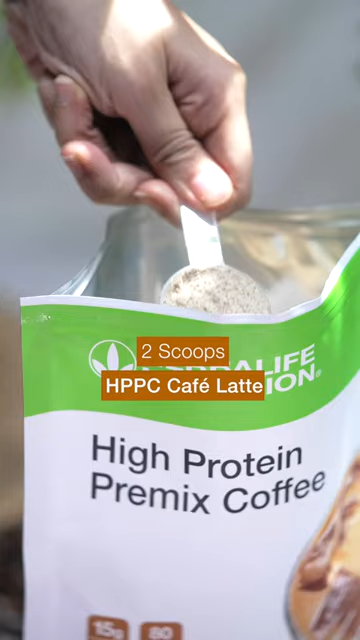 2 Scoops
HPPC Café Latte
High Protein
Premix Coffee
15g 80